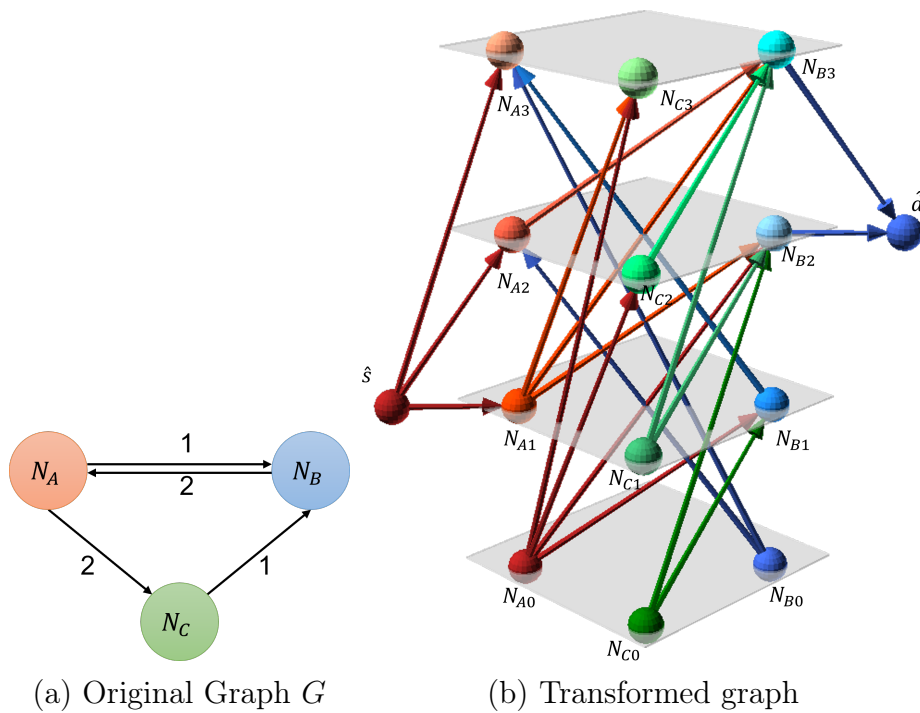 N_A3
N_C3
N_B3
d̂
N_A2
N_C2
N_B2
ŝ
N_A1
N_C1
N_B1
N_A
1
2
N_B
2
1
N_C
N_A0
N_C0
N_B0
(a) Original Graph G
(b) Transformed graph